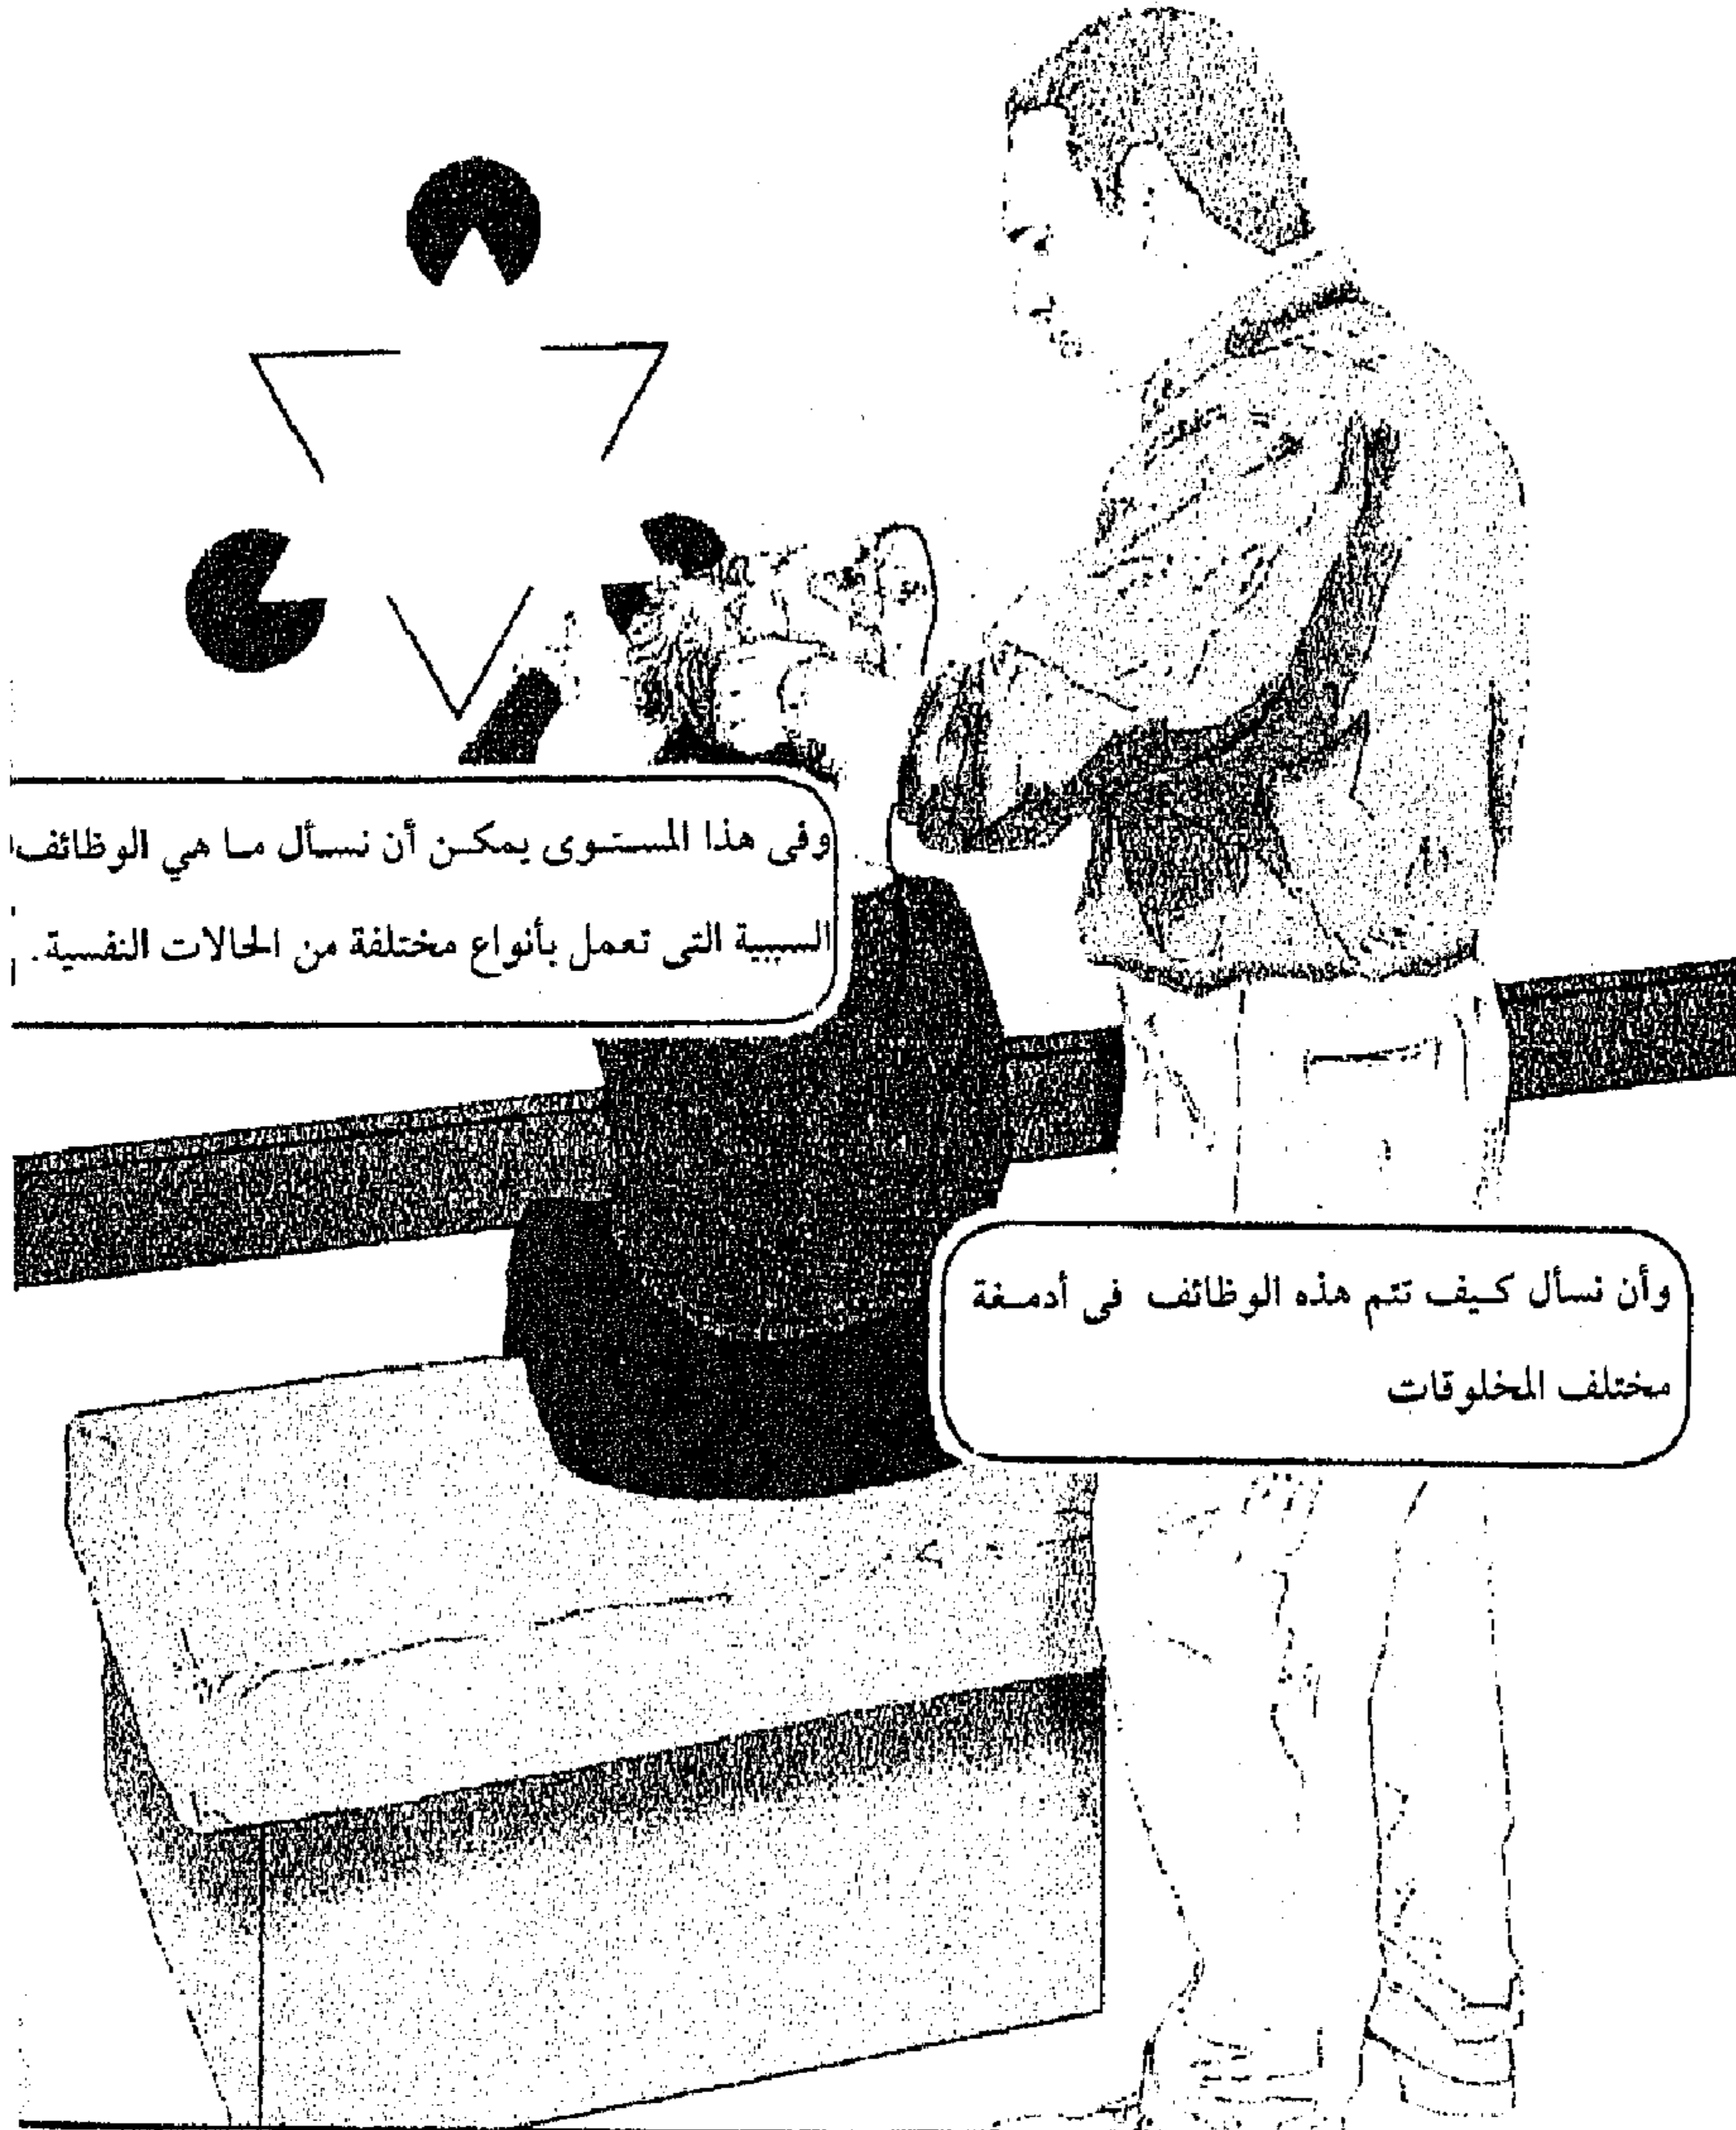 وفى هذا المستوى يمكن أن نسأل ما هي الوظائف
السببية التى تعمل بأنواع مختلفة من الحالات النفسية.
وأن نسأل كيف تتم هذه الوظائف فى أدمغة
مختلف المخلوقات